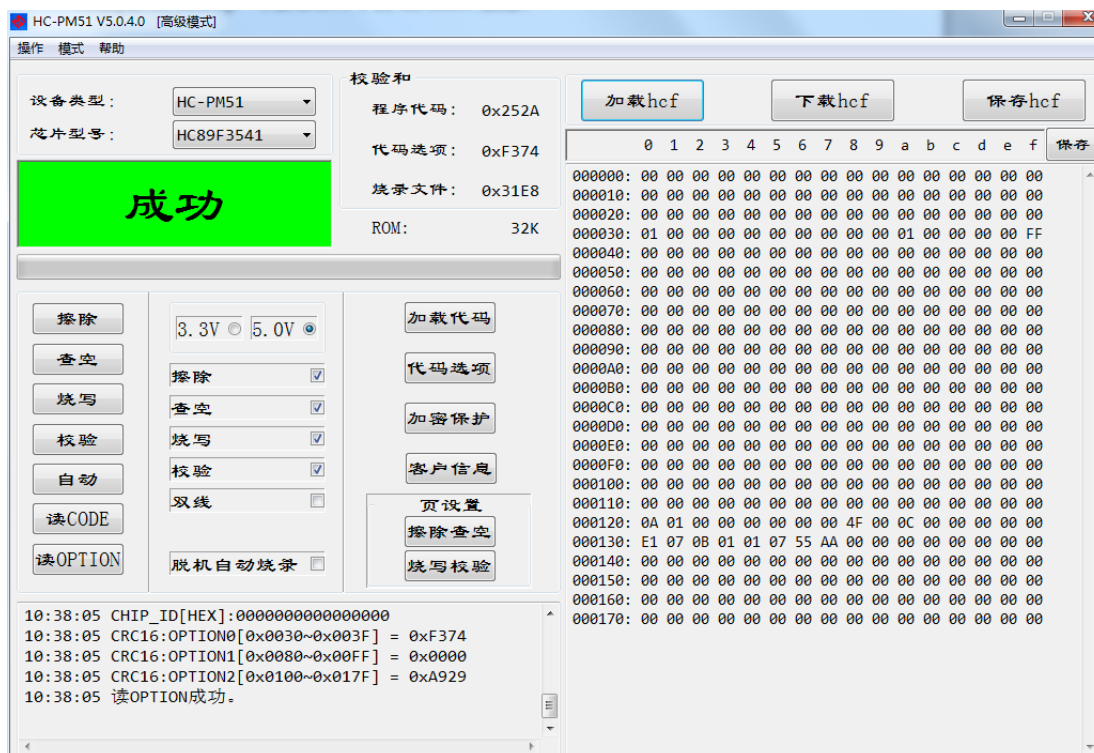 HC-PM51 V5.0.4.0 [高级模式]
操作 模式 帮助
设备类型: HC-PM51
芯片型号: HC89F3541
成功
校验和
程序代码: 0x252A
代码选项: 0xF374
烧录文件: 0x31E8
ROM: 32K
擦除
查空
烧写
校验
自动
读CODE
读OPTION
3.3V 5.0V
擦除
查空
烧写
校验
双线
脱机自动烧录
加载代码
代码选项
加密保护
客户信息
页设置
擦除查空
烧写校验
10:38:05 CHIP_ID[HEX]:0000000000000000
10:38:05 CRC16:OPTION0[0x0030~0x003F] = 0xF374
10:38:05 CRC16:OPTION1[0x0080~0x00FF] = 0x0000
10:38:05 CRC16:OPTION2[0x0100~0x017F] = 0xA929
10:38:05 读OPTION成功。
加载hcf 下载hcf 保存hcf
0 1 2 3 4 5 6 7 8 9 a b c d e f 保存
000000: 00 00 00 00 00 00 00 00 00 00 00 00 00 00 00 00
000010: 00 00 00 00 00 00 00 00 00 00 00 00 00 00 00 00
000020: 00 00 00 00 00 00 00 00 00 00 00 00 00 00 00 00
000030: 01 00 00 00 00 00 00 00 00 00 01 00 00 00 00 FF
000040: 00 00 00 00 00 00 00 00 00 00 00 00 00 00 00 00
000050: 00 00 00 00 00 00 00 00 00 00 00 00 00 00 00 00
000060: 00 00 00 00 00 00 00 00 00 00 00 00 00 00 00 00
000070: 00 00 00 00 00 00 00 00 00 00 00 00 00 00 00 00
000080: 00 00 00 00 00 00 00 00 00 00 00 00 00 00 00 00
000090: 00 00 00 00 00 00 00 00 00 00 00 00 00 00 00 00
0000A0: 00 00 00 00 00 00 00 00 00 00 00 00 00 00 00 00
0000B0: 00 00 00 00 00 00 00 00 00 00 00 00 00 00 00 00
0000C0: 00 00 00 00 00 00 00 00 00 00 00 00 00 00 00 00
0000D0: 00 00 00 00 00 00 00 00 00 00 00 00 00 00 00 00
0000E0: 00 00 00 00 00 00 00 00 00 00 00 00 00 00 00 00
0000F0: 00 00 00 00 00 00 00 00 00 00 00 00 00 00 00 00
000100: 00 00 00 00 00 00 00 00 00 00 00 00 00 00 00 00
000110: 00 00 00 00 00 00 00 00 00 00 00 00 00 00 00 00
000120: 0A 01 00 00 00 00 00 00 4F 00 0C 00 00 00 00 00
000130: E1 07 0B 01 01 07 55 AA 00 00 00 00 00 00 00 00
000140: 00 00 00 00 00 00 00 00 00 00 00 00 00 00 00 00
000150: 00 00 00 00 00 00 00 00 00 00 00 00 00 00 00 00
000160: 00 00 00 00 00 00 00 00 00 00 00 00 00 00 00 00
000170: 00 00 00 00 00 00 00 00 00 00 00 00 00 00 00 00